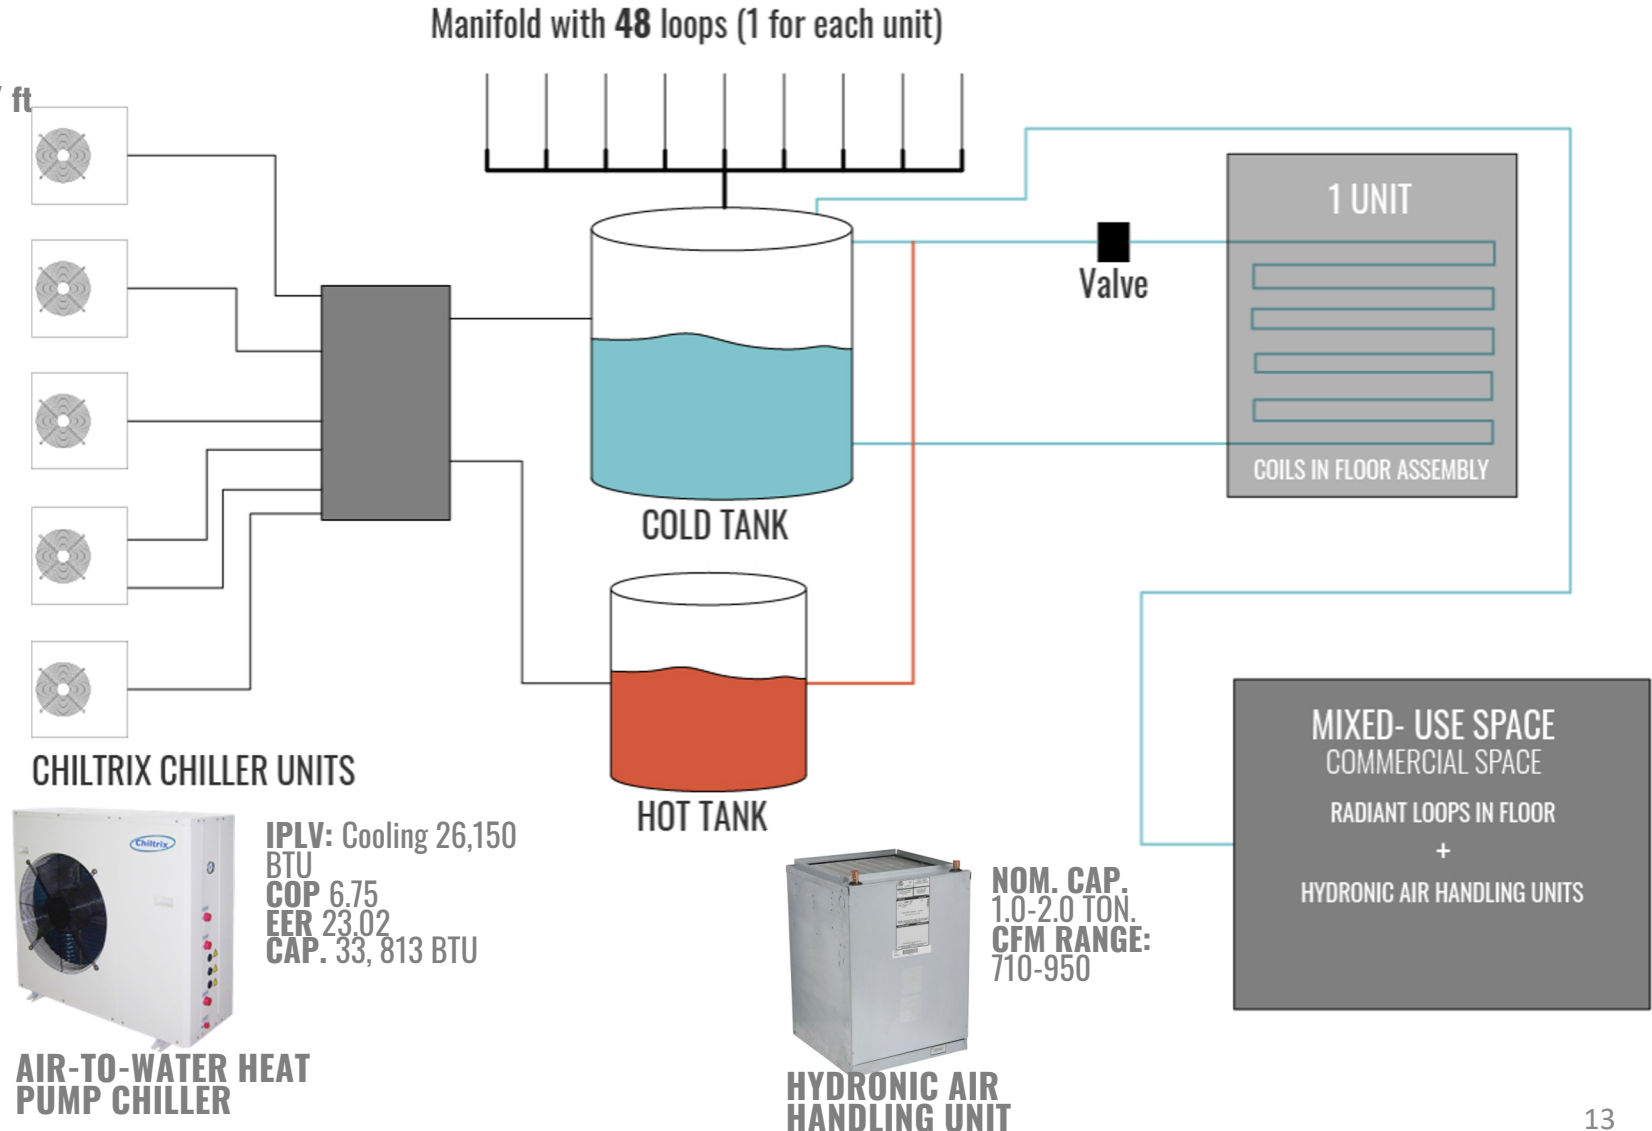 Manifold with 48 loops (1 for each unit)
/ ft
1 UNIT
Valve
COILS IN FLOOR ASSEMBLY
COLD TANK
HOT TANK
MIXED- USE SPACE
COMMERCIAL SPACE
RADIANT LOOPS IN FLOOR
+
HYDRONIC AIR HANDLING UNITS
CHILTRIX CHILLER UNITS
Chiltrix
IPLV: Cooling 26,150
BTU
COP 6.75
EER 23.02
CAP. 33, 813 BTU
AIR-TO-WATER HEAT
PUMP CHILLER
NOM. CAP.
1.0-2.0 TON.
CFM RANGE:
710-950
HYDRONIC AIR
HANDLING UNIT
13